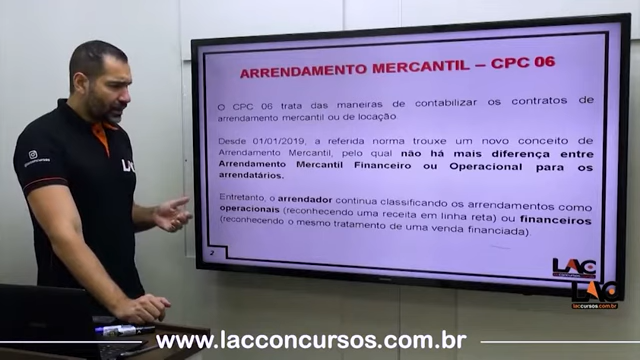 ARRENDAMENTO MERCANTIL – CPC 06
O CPC 06 trata das maneiras de contabilizar os contratos de
arrendamento mercantil ou de locação
Desde 01/01/2019, a referida norma trouxe um novo conceito de
Arrendamento Mercantil, pelo qual não há mais diferença entre
Arrendamento Mercantil Financeiro ou Operacional para os
arrendatários.
Entretanto, o arrendador continua classificando os arrendamentos como
operacionais (reconhecendo uma receita em linha reta) ou financeiros
(reconhecendo o mesmo tratamento de uma venda financiada).
LAC
LAC
CONCURSOS
LAC
laccursos.com.br
www.lacconcursos.com.br